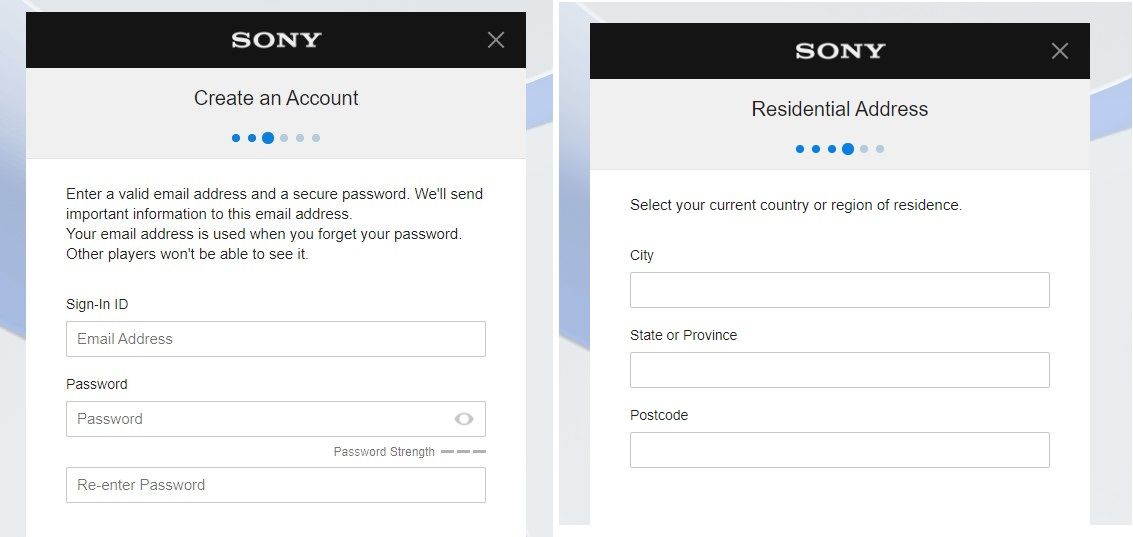 SONY
Create an Account
Enter a valid email address and a secure password. We'll send
important information to this email address.
Your email address is used when you forget your password.
Other players won't be able to see it.
Sign-In ID
Email Address
Password
Password
Password Strength
Re-enter Password
SONY
Residential Address
Select your current country or region of residence.
City
State or Province
Postcode